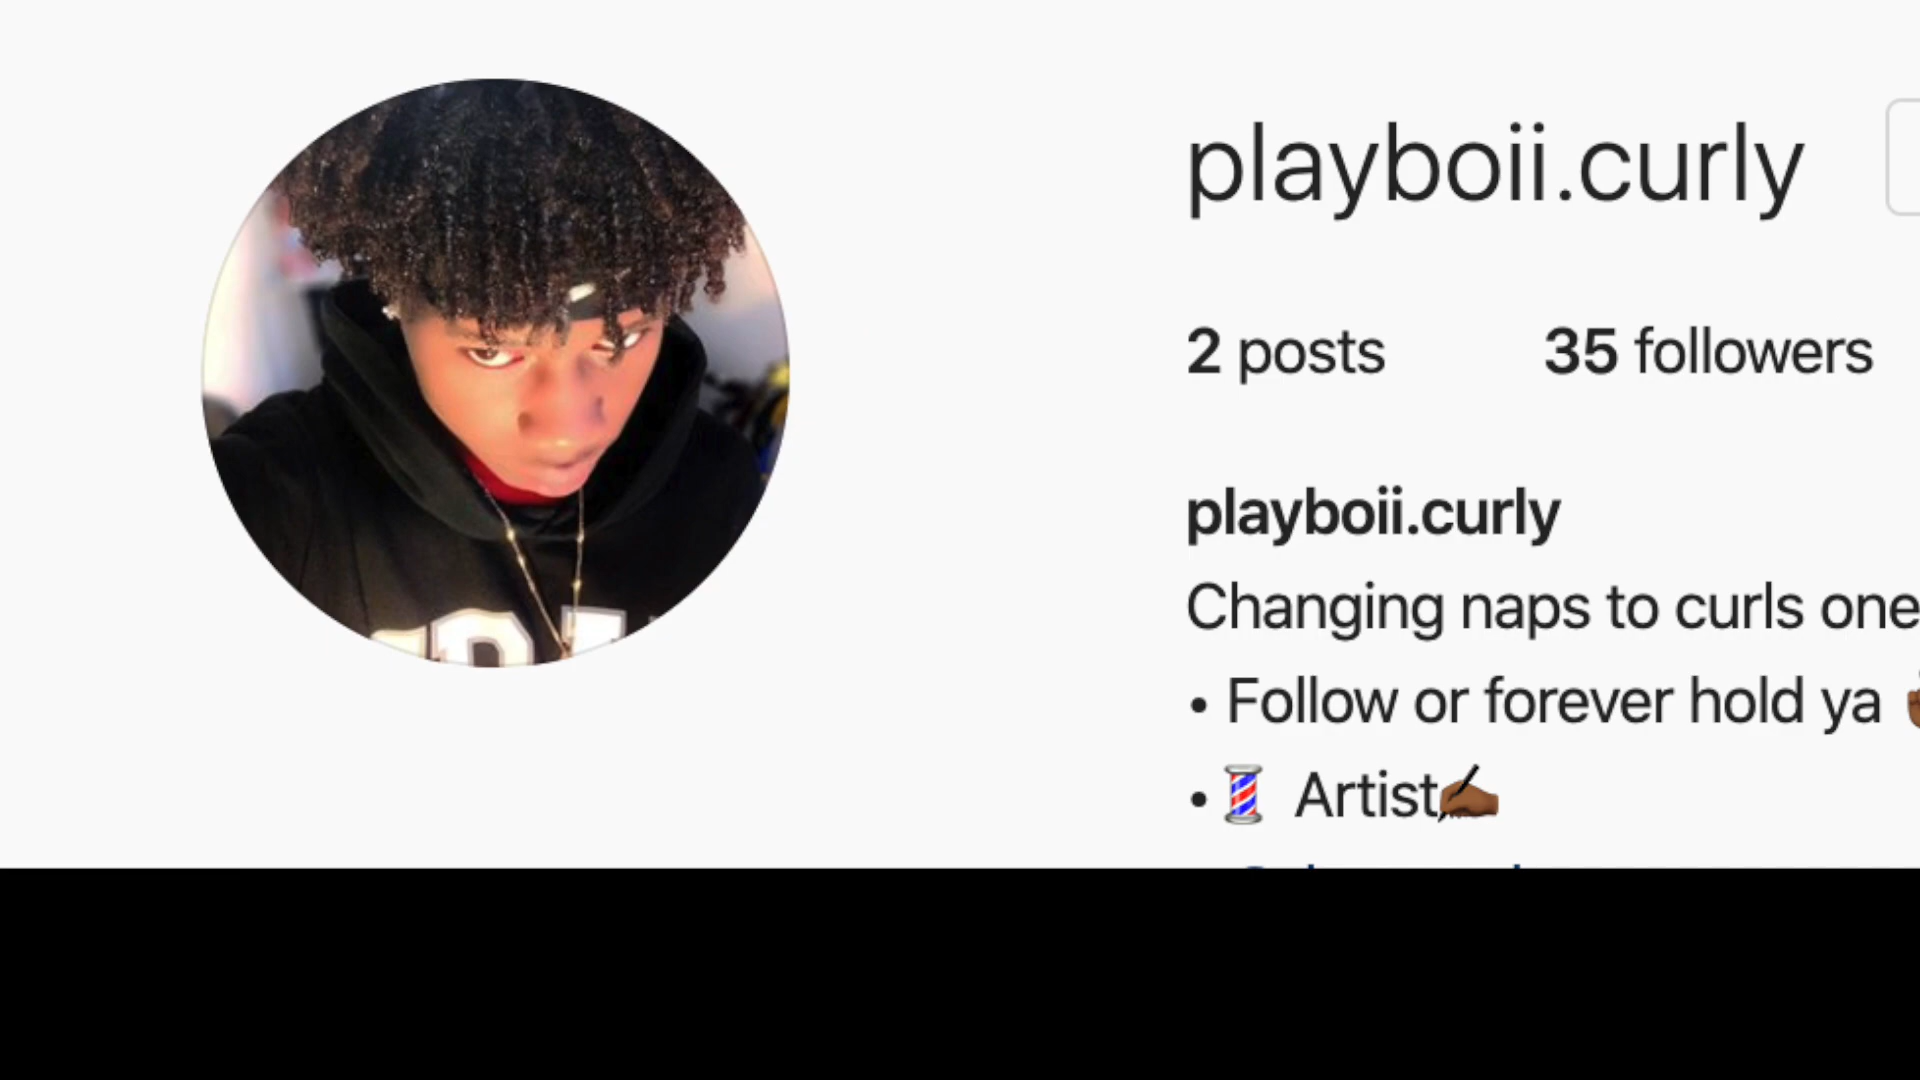 playboii.curly
2 posts 35 followers
playboii.curly
Changing naps to curls one
• Follow or forever hold ya
•💈 Artist✍🏾